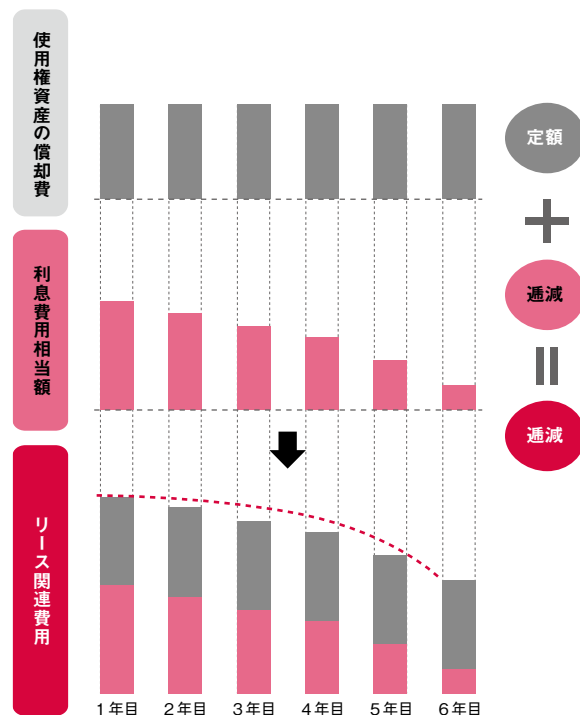 使用権資産の償却費
定額
利息費用相当額
逓減
逓減
リース関連費用
1年目 2年目 3年目 4年目 5年目 6年目